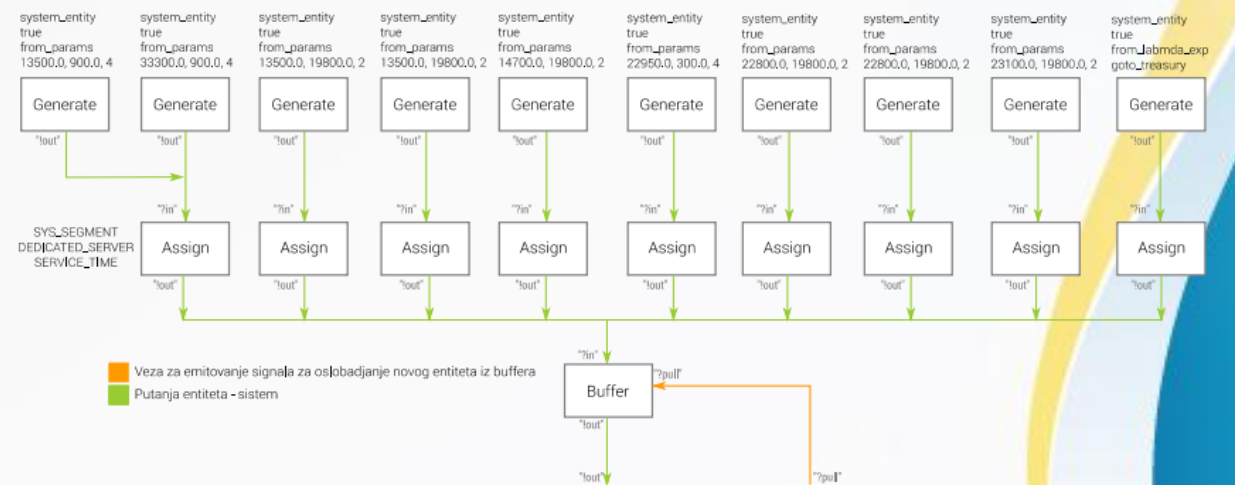 system_entity system_entity system_entity system_entity system_entity system_entity system_entity system_entity system_entity system_entity
true true true true true true true true true true
from_params from_params from_params from_params from_params from_params from_params from_params from_params from_labmda_exp
13500.0, 900.0, 4 33300.0, 900.0, 4 13500.0, 19800.0, 2 13500.0, 19800.0, 2 14700.0, 19800.0, 2 22950.0, 300.0, 4 22800.0, 19800.0, 2 22800.0, 19800.0, 2 23100.0, 19800.0, 2 goto_treasury
Generate Generate Generate Generate Generate Generate Generate Generate Generate Generate
"!out" "!out" "!out" "!out" "!out" "!out" "!out" "!out" "!out" "!out"
"?in" "?in" "?in" "?in" "?in" "?in" "?in" "?in" "?in"
SYS_SEGMENT
DEDICATED_SERVER
SERVICE_TIME
Assign Assign Assign Assign Assign Assign Assign Assign Assign
"!out" "!out" "!out" "!out" "!out" "!out" "!out" "!out" "!out"
"?in"
Veza za emitovanje signala za oslobadjanje novog entiteta iz buffera
"?pull"
Putanja entiteta - sistem
Buffer
"!out"
"!out" "?pull"